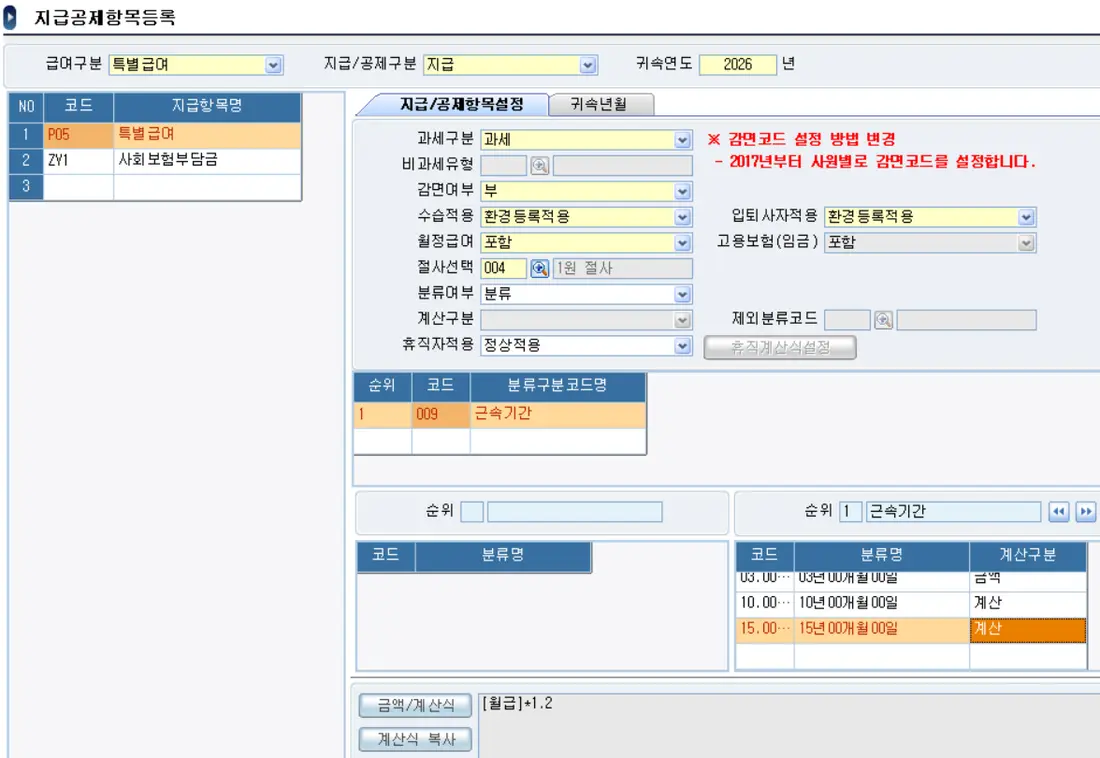 지급공제항목등록
급여구분 특별급여 지급/공제구분 지급 귀속연도 2026 년
NO 코드 지급항목명
1 P05 특별급여
2 ZY1 사회보험부담금
3
지급/공제항목설정 귀속년월
과세구분 과세
※ 감면코드 설정 방법 변경
- 2017년부터 사원별로 감면코드를 설정합니다.
비과세유형
감면여부 부
수습적용 환경등록적용 입퇴사자적용 환경등록적용
월정급여 포함 고용보험(임금) 포함
절사선택 004 1원 절사
분류여부 분류
계산구분 제외분류코드
휴직자적용 정상적용 휴직계산식설정
순위 코드 분류구분코드명
1 009 근속기간
순위 순위 1 근속기간
코드 분류명
코드 분류명 계산구분
03.00… 03년00개월00일 금액
10.00… 10년00개월00일 계산
15.00… 15년00개월00일 계산
금액/계산식 [월급]*1.2
계산식 복사